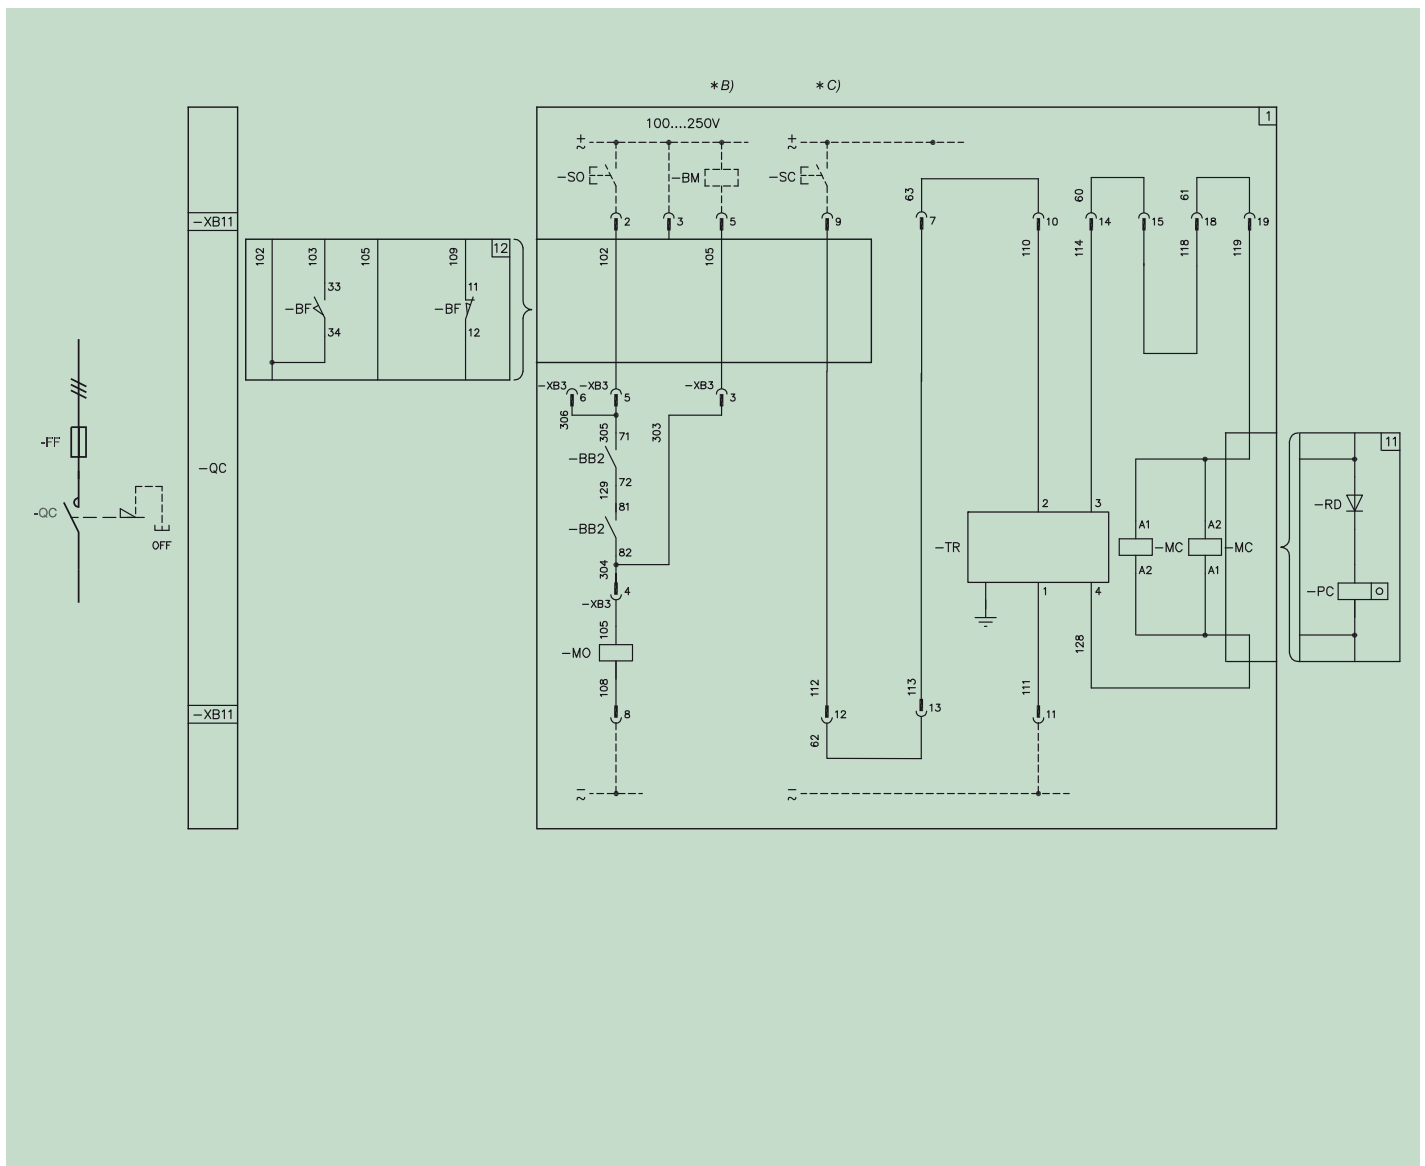 *B) *C)
1
100....250V
+
~
+
~
-SO
-BM
-SC
63
60
61
-XB11
2
3
5
9
7
10
14
15
18
19
12
102
103
105
109
102
105
110
114
118
119
33
11
-BF
-BF
34
12
-XB3
-XB3
-XB3
6
5
3
306
305
71
303
-FF
11
-BB2
-QC
72
129
-RD
81
2
3
-QC
-BB2
A1
A2
OFF
82
-TR
-MC
-MC
304
A2
A1
4
1
4
-PC
-XB3
105
128
-MO
108
112
113
111
-XB11
8
12
13
11
62
–
~
–
~